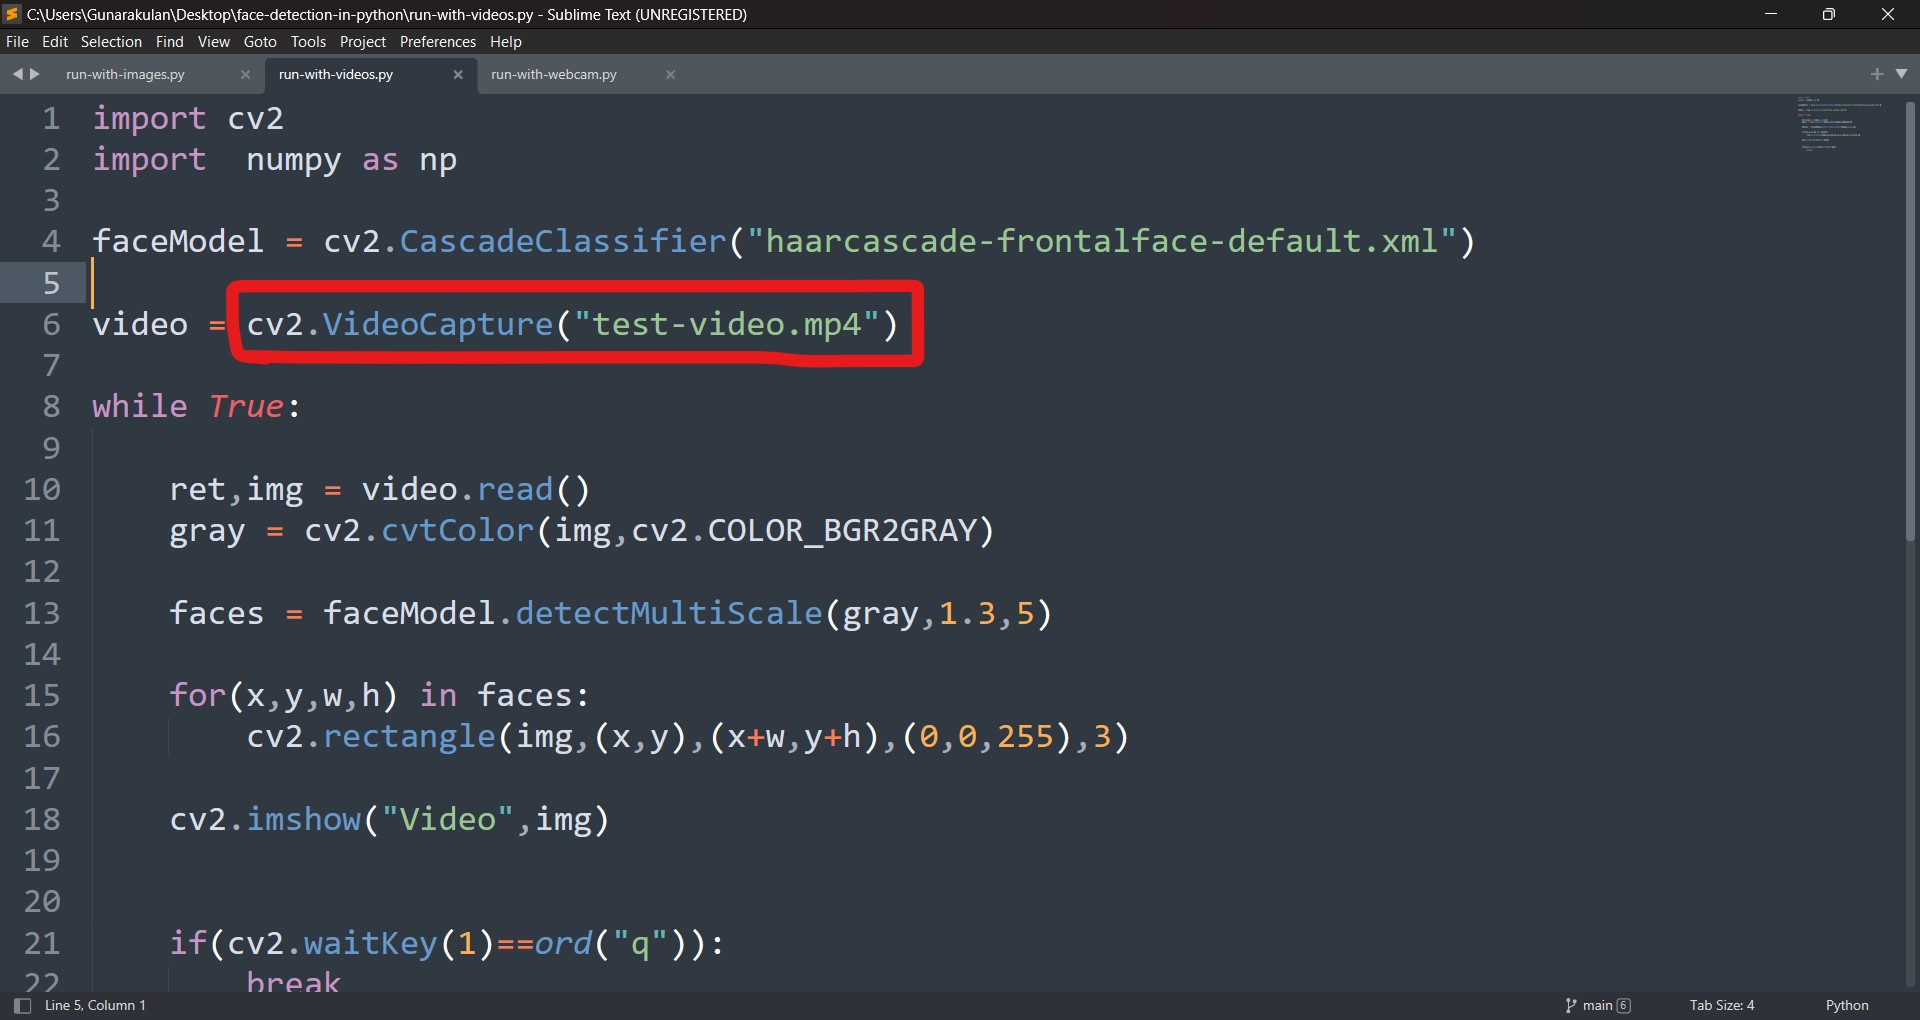 C:\Users\Gunarakulan\Desktop\face-detection-in-python\run-with-videos.py - Sublime Text (UNREGISTERED)
File Edit Selection Find View Goto Tools Project Preferences Help
run-with-images.py run-with-videos.py run-with-webcam.py
1 import cv2
2 import  numpy as np
3
4 faceModel = cv2.CascadeClassifier("haarcascade-frontalface-default.xml")
5
6 video = cv2.VideoCapture("test-video.mp4")
7
8 while True:
9
10     ret,img = video.read()
11     gray = cv2.cvtColor(img,cv2.COLOR_BGR2GRAY)
12
13     faces = faceModel.detectMultiScale(gray,1.3,5)
14
15     for(x,y,w,h) in faces:
16         cv2.rectangle(img,(x,y),(x+w,y+h),(0,0,255),3)
17
18     cv2.imshow("Video",img)
19
20
21     if(cv2.waitKey(1)==ord("q")):
22         break
Line 5, Column 1 main 6 Tab Size: 4 Python